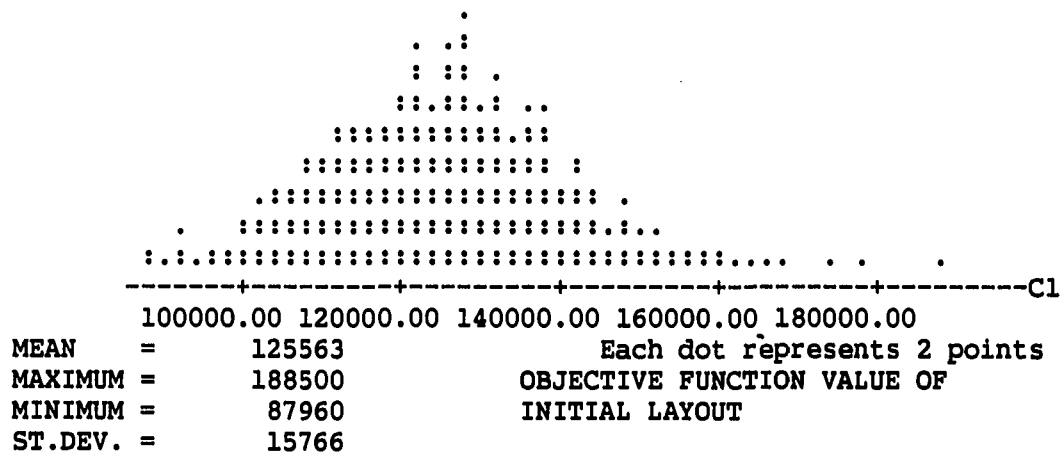 C1
100000.00 120000.00 140000.00 160000.00 180000.00
MEAN = 125563 Each dot represents 2 points
MAXIMUM = 188500 OBJECTIVE FUNCTION VALUE OF
MINIMUM = 87960 INITIAL LAYOUT
ST.DEV. = 15766